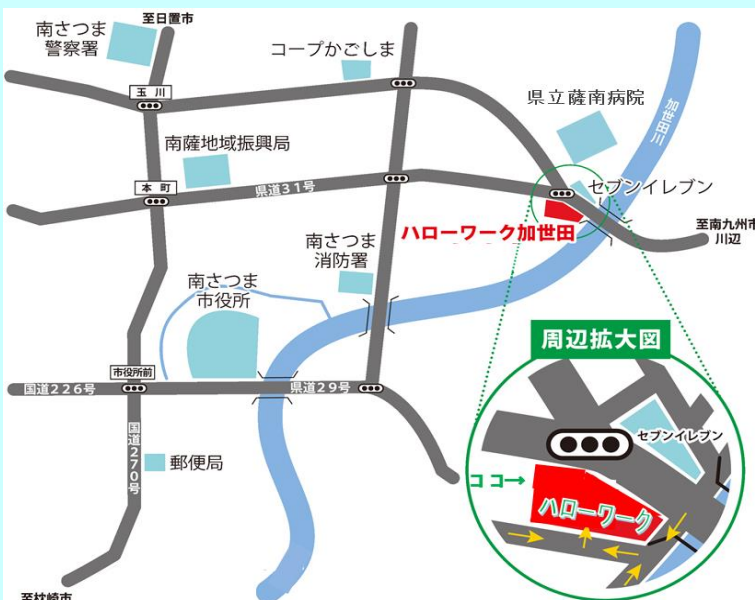 至日置市
南さつま
警察署
コープかごしま
玉川
県立薩南病院
加世田川
南薩地域振興局
本町
県道31号
セブンイレブン
ハローワーク加世田
至南九州市
川辺
南さつま
消防署
南さつま
市役所
周辺拡大図
市役所前
国道226号
県道29号
国道270号
郵便局
セブンイレブン
ココ→
ハローワーク
至枕崎市